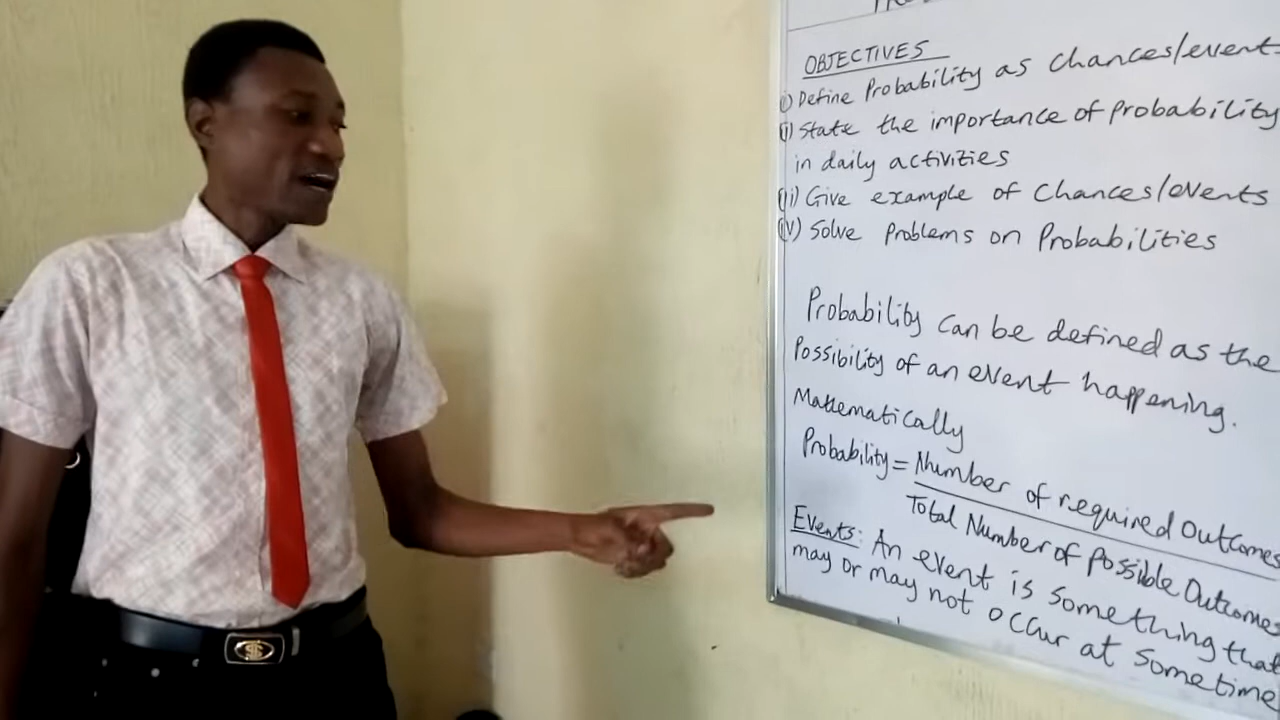 OBJECTIVES
i) Define Probability as chances/event
ii) State the importance of Probability
in daily activities
iii) Give example of Chances/events
iv) Solve Problems on Probabilities
Probability can be defined as the
Possibility of an event happening.
Mathematically
Probability = Number of required Outcomes
Total Number of Possible Outcomes
Events: An event is something that
may or may not occur at sometime